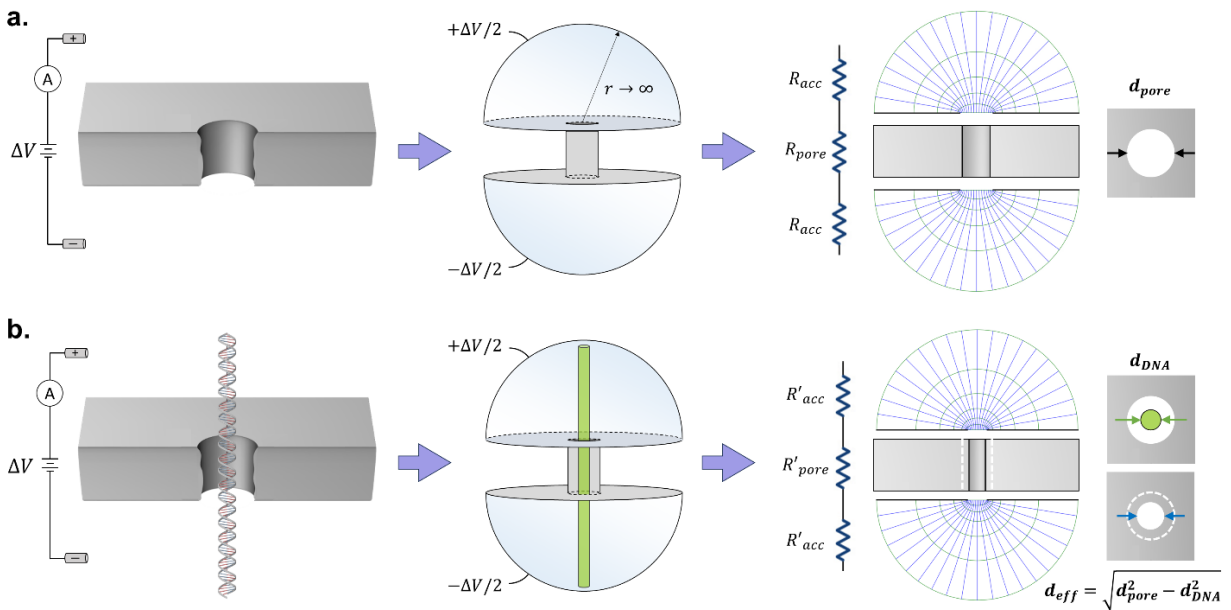 a.
+
A
ΔV
−
+ΔV/2
r → ∞
−ΔV/2
R_acc
R_pore
R_acc
d_pore
b.
+
A
ΔV
−
+ΔV/2
−ΔV/2
R'_acc
R'_pore
R'_acc
d_DNA
d_eff = √(d²_pore − d²_DNA)